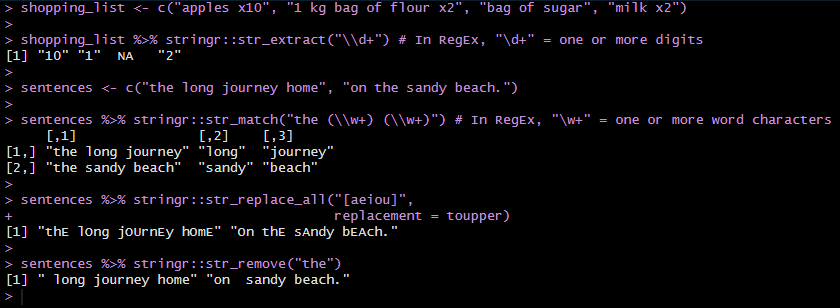 > shopping_list <- c("apples x10", "1 kg bag of flour x2", "bag of sugar", "milk x2")
>
> shopping_list %>% stringr::str_extract("\\d+") # In RegEx, "\d+" = one or more digits
[1] "10" "1"  NA   "2"
>
> sentences <- c("the long journey home", "on the sandy beach.")
>
> sentences %>% stringr::str_match("the (\\w+) (\\w+)") # In RegEx, "\w+" = one or more word characters
     [,1]               [,2]    [,3]
[1,] "the long journey" "long"  "journey"
[2,] "the sandy beach"  "sandy" "beach"
>
> sentences %>% stringr::str_replace_all("[aeiou]",
+                                        replacement = toupper)
[1] "thE lOng jOUrnEy hOmE" "On thE sAndy bEAch."
>
> sentences %>% stringr::str_remove("the")
[1] " long journey home" "on  sandy beach."
>